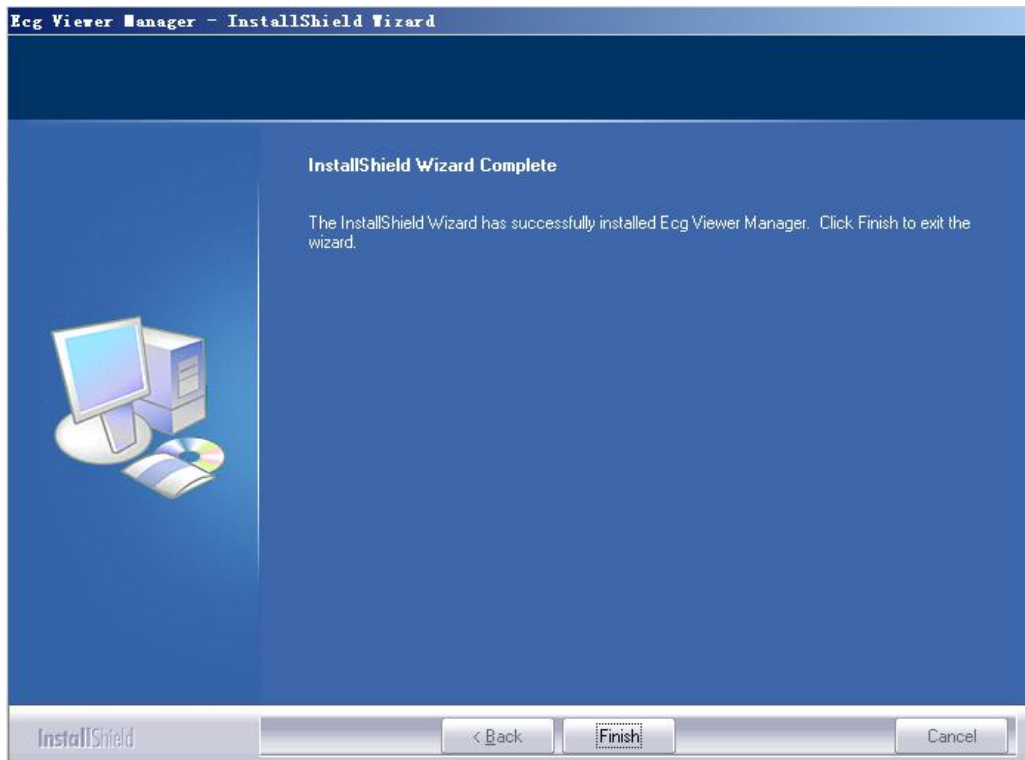 Ecg Viewer Manager - InstallShield Wizard
InstallShield Wizard Complete
The InstallShield Wizard has successfully installed Ecg Viewer Manager. Click Finish to exit the
wizard.
InstallShield
< Back
Finish
Cancel